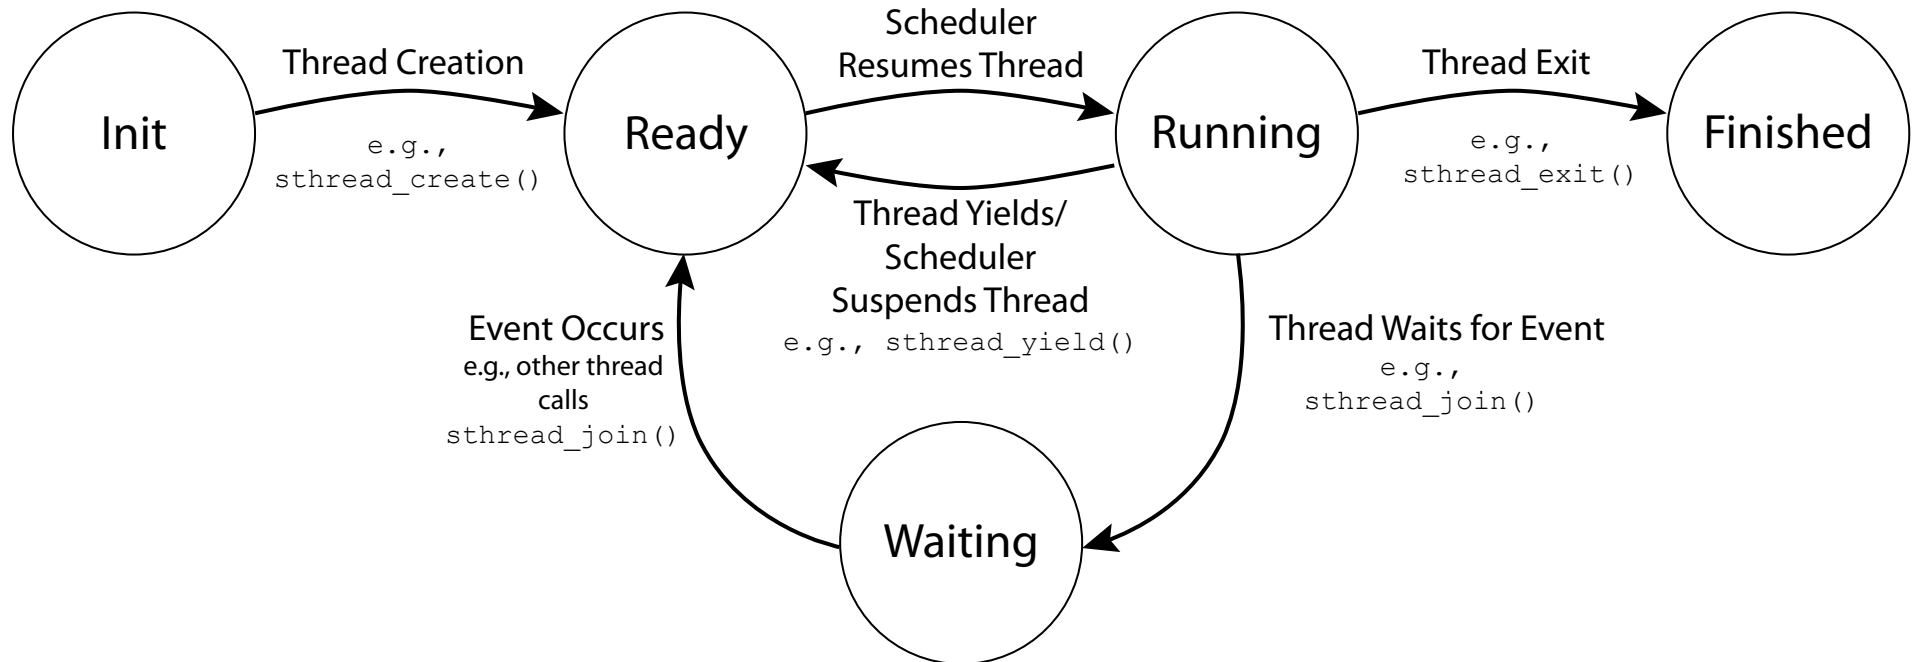 Init
Thread Creation
e.g.,
sthread_create()
Ready
Scheduler
Resumes Thread
Thread Yields/
Scheduler
Suspends Thread
e.g., sthread_yield()
Running
Thread Exit
e.g.,
sthread_exit()
Finished
Event Occurs
e.g., other thread
calls
sthread_join()
Thread Waits for Event
e.g.,
sthread_join()
Waiting